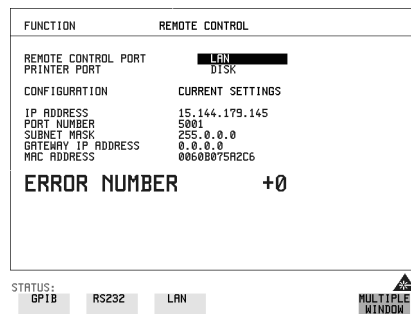 FUNCTION REMOTE CONTROL
REMOTE CONTROL PORT LAN
PRINTER PORT DISK
CONFIGURATION CURRENT SETTINGS
IP ADDRESS 15.144.179.145
PORT NUMBER 5001
SUBNET MASK 255.0.0.0
GATEWAY IP ADDRESS 0.0.0.0
MAC ADDRESS 0060B075A2C6
ERROR NUMBER +0
STATUS:
GPIB RS232 LAN MULTIPLE
WINDOW